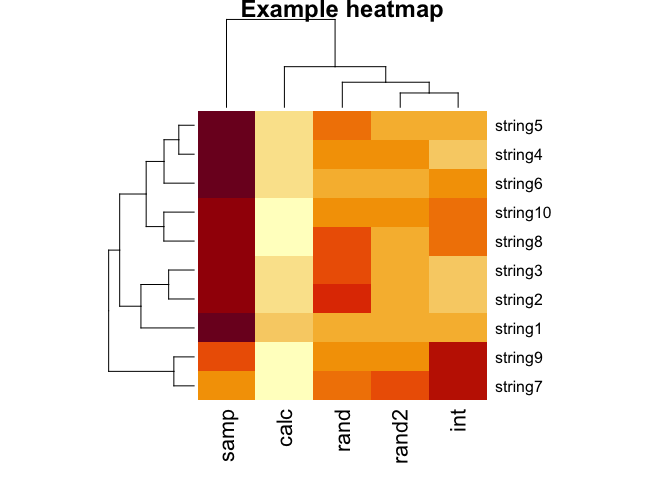 Example heatmap
string5
string4
string6
string10
string8
string3
string2
string1
string9
string7
samp
calc
rand
rand2
int